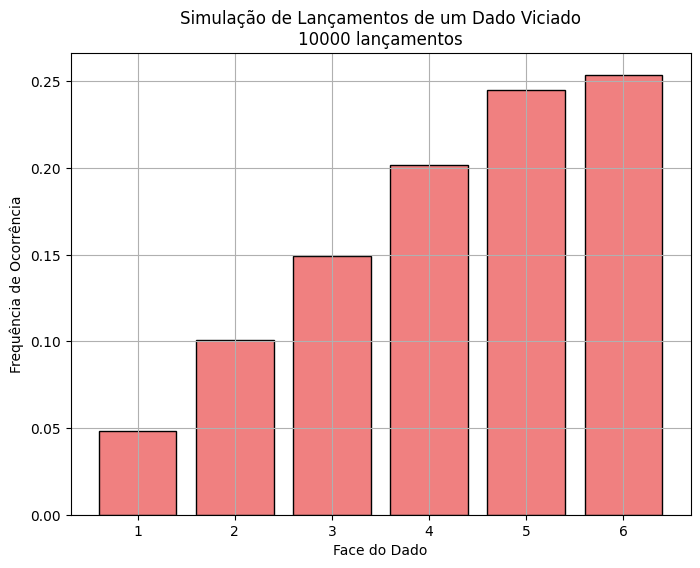 Simulação de Lançamentos de um Dado Viciado
10000 lançamentos
Frequência de Ocorrência
0.25
0.20
0.15
0.10
0.05
0.00
1 2 3 4 5 6
Face do Dado